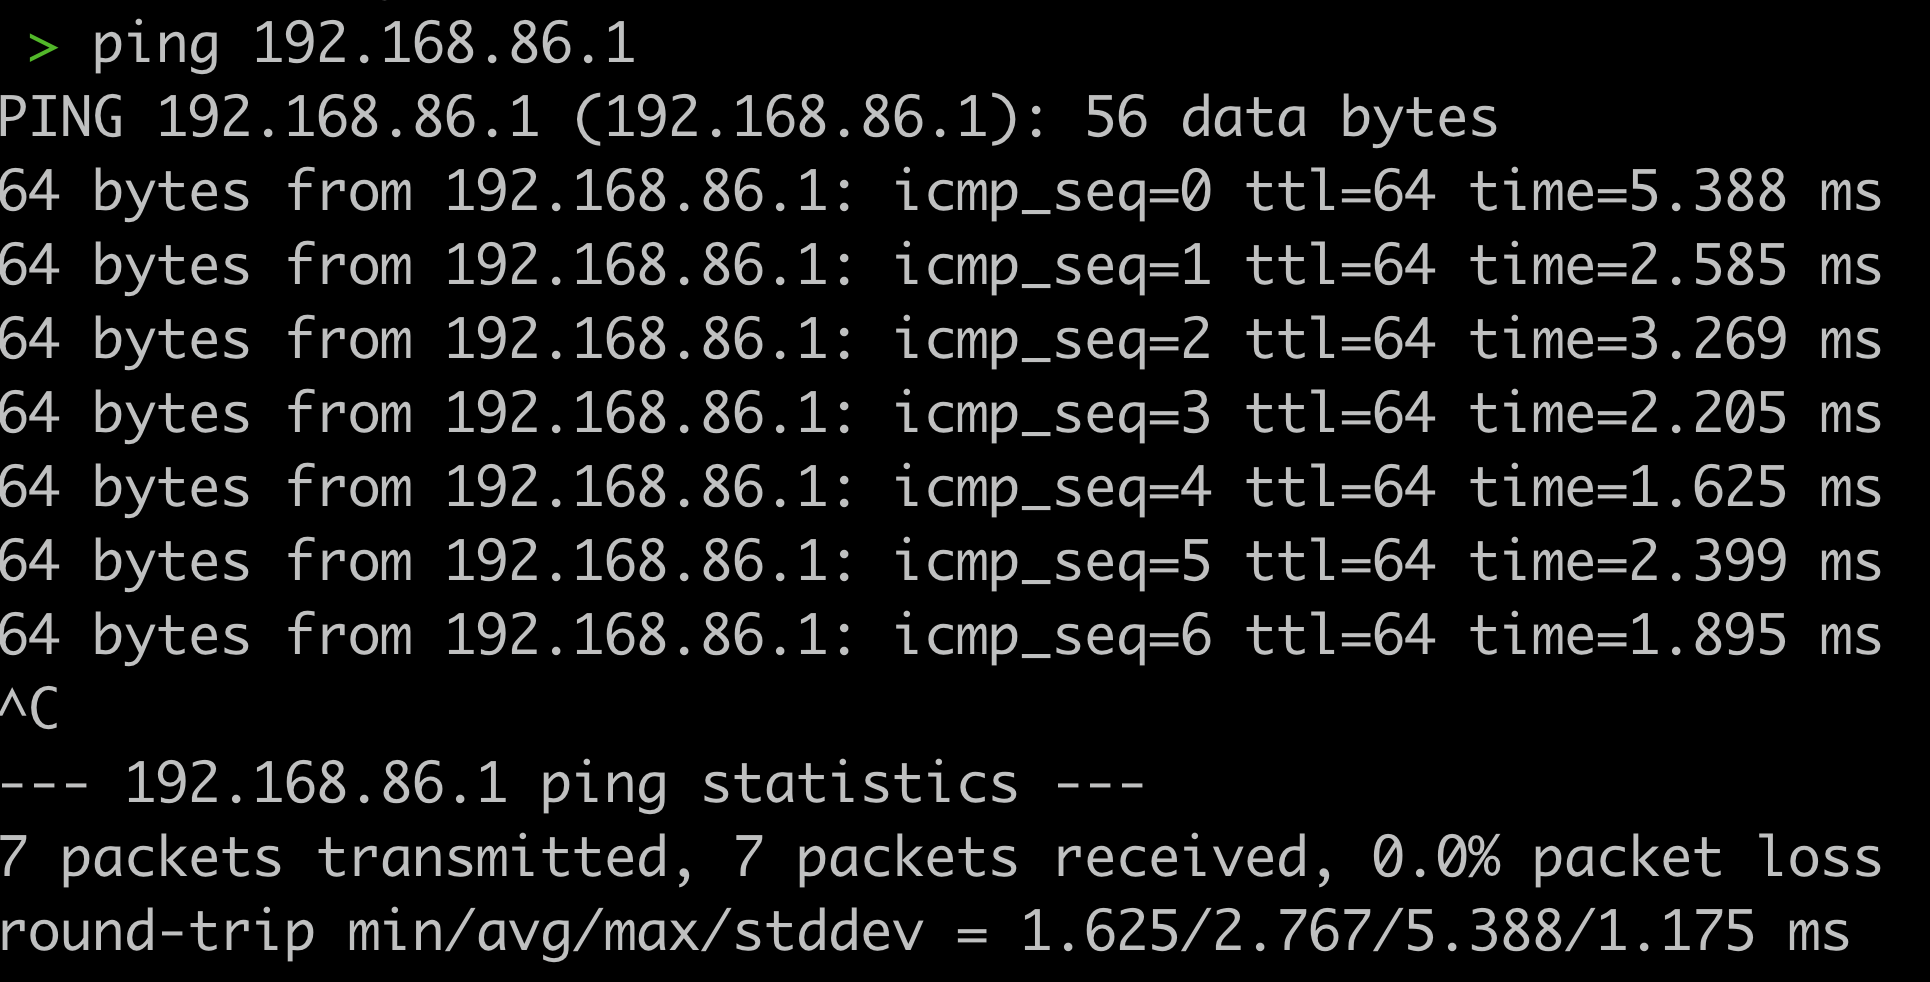 > ping 192.168.86.1
PING 192.168.86.1 (192.168.86.1): 56 data bytes
64 bytes from 192.168.86.1: icmp_seq=0 ttl=64 time=5.388 ms
64 bytes from 192.168.86.1: icmp_seq=1 ttl=64 time=2.585 ms
64 bytes from 192.168.86.1: icmp_seq=2 ttl=64 time=3.269 ms
64 bytes from 192.168.86.1: icmp_seq=3 ttl=64 time=2.205 ms
64 bytes from 192.168.86.1: icmp_seq=4 ttl=64 time=1.625 ms
64 bytes from 192.168.86.1: icmp_seq=5 ttl=64 time=2.399 ms
64 bytes from 192.168.86.1: icmp_seq=6 ttl=64 time=1.895 ms
^C
--- 192.168.86.1 ping statistics ---
7 packets transmitted, 7 packets received, 0.0% packet loss
round-trip min/avg/max/stddev = 1.625/2.767/5.388/1.175 ms